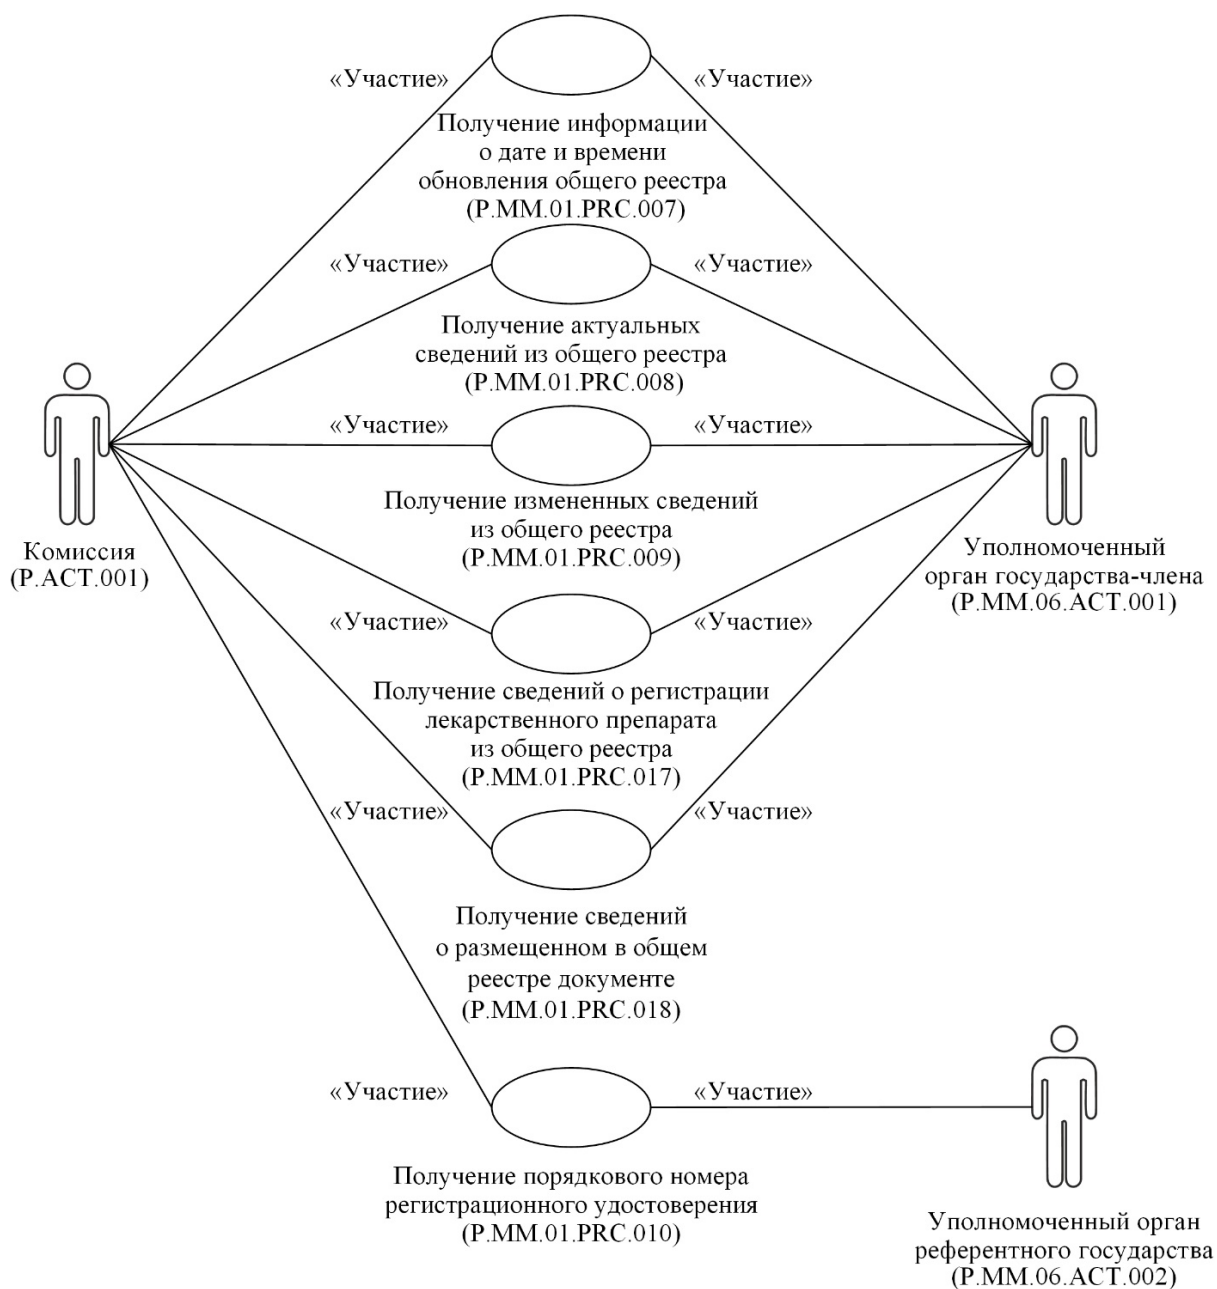 «Участие»
«Участие»
Получение информации
о дате и времени
обновления общего реестра
(P.MM.01.PRC.007)
«Участие»
«Участие»
Получение актуальных
сведений из общего реестра
(P.MM.01.PRC.008)
«Участие»
«Участие»
Получение измененных сведений
из общего реестра
(P.MM.01.PRC.009)
Комиссия
(P.ACT.001)
Уполномоченный
орган государства-члена
(P.MM.06.ACT.001)
«Участие»
«Участие»
Получение сведений о регистрации
лекарственного препарата
из общего реестра
(P.MM.01.PRC.017)
«Участие»
«Участие»
Получение сведений
о размещенном в общем
реестре документе
(P.MM.01.PRC.018)
«Участие»
«Участие»
Получение порядкового номера
регистрационного удостоверения
(P.MM.01.PRC.010)
Уполномоченный орган
референтного государства
(P.MM.06.ACT.002)